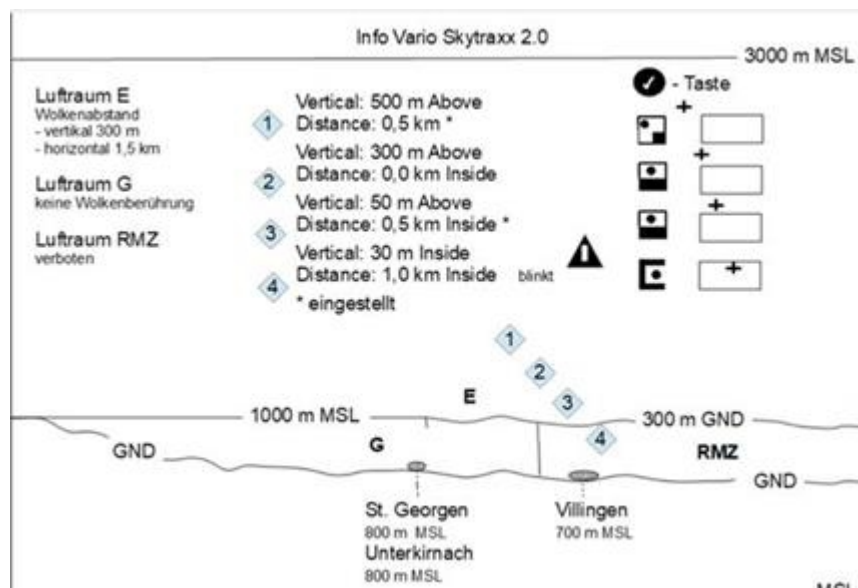 Info Vario Skytraxx 2.0
3000 m MSL
Luftraum E
Wolkenabstand
- vertikal 300 m
- horizontal 1,5 km
Luftraum G
keine Wolkenberührung
Luftraum RMZ
verboten
1
Vertical: 500 m Above
Distance: 0,5 km *
2
Vertical: 300 m Above
Distance: 0,0 km Inside
3
Vertical: 50 m Above
Distance: 0,5 km Inside *
4
Vertical: 30 m Inside
Distance: 1,0 km Inside blinkt
* eingestellt
- Taste
1
2
3
4
E
1000 m MSL
300 m GND
GND
G
RMZ
GND
St. Georgen
800 m MSL
Unterkirnach
800 m MSL
Villingen
700 m MSL
MSL